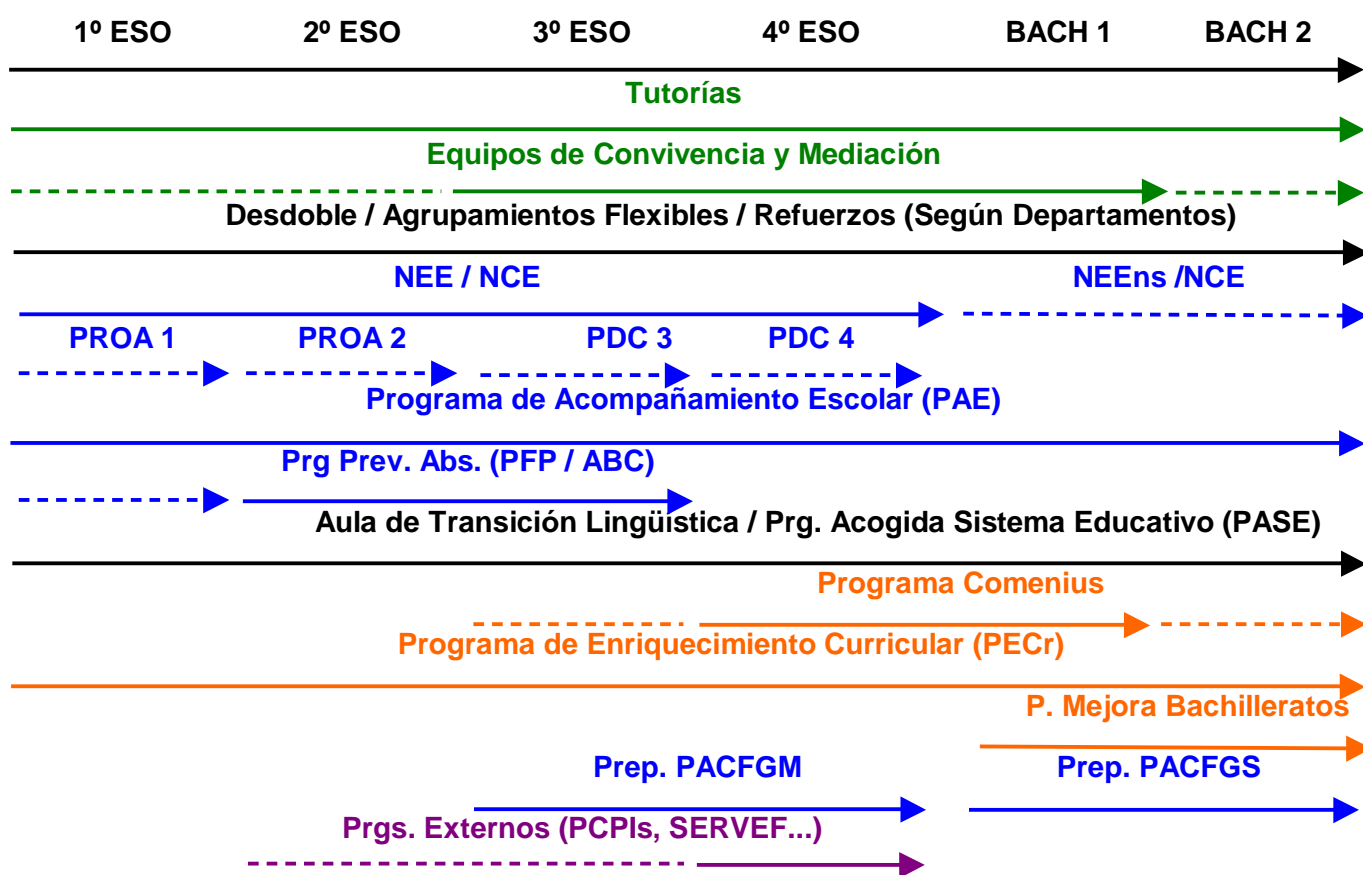 1º ESO 2º ESO 3º ESO 4º ESO BACH 1 BACH 2
Tutorías
Equipos de Convivencia y Mediación
Desdoble / Agrupamientos Flexibles / Refuerzos (Según Departamentos)
NEE / NCE NEEns /NCE
PROA 1 PROA 2 PDC 3 PDC 4
Programa de Acompañamiento Escolar (PAE)
Prg Prev. Abs. (PFP / ABC)
Aula de Transición Lingüística / Prg. Acogida Sistema Educativo (PASE)
Programa Comenius
Programa de Enriquecimiento Curricular (PECr)
P. Mejora Bachilleratos
Prep. PACFGM Prep. PACFGS
Prgs. Externos (PCPIs, SERVEF...)